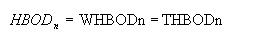 HBODn = WHBODn = THBODn